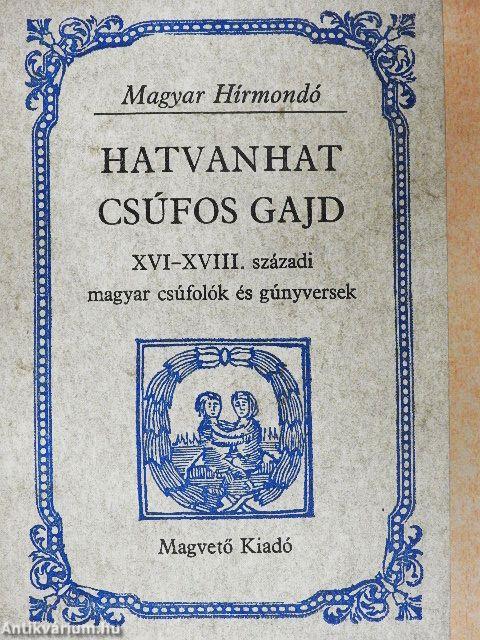 Magyar Hírmondó
HATVANHAT
CSÚFOS GAJD
XVI–XVIII. századi
magyar csúfolók és gúnyversek
Magvető Kiadó
Antikvarium.hu